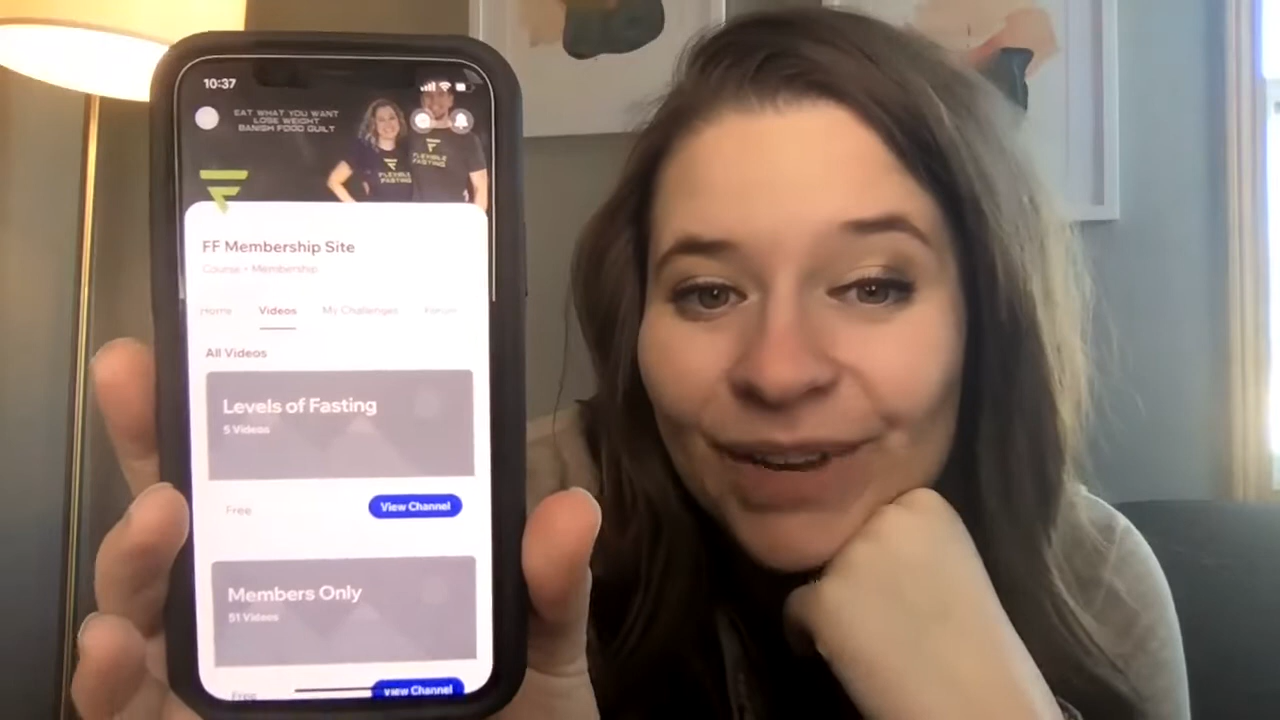 10:37
EAT WHAT YOU WANT
LOSE WEIGHT
BANISH FOOD GUILT
FLEXIBLE
FASTING
FLEXIBLE
FASTING
FF Membership Site
Course • Membership
Home Videos My Challenges Forum
All Videos
Levels of Fasting
5 Videos
Free View Channel
Members Only
51 Videos
Free View Channel